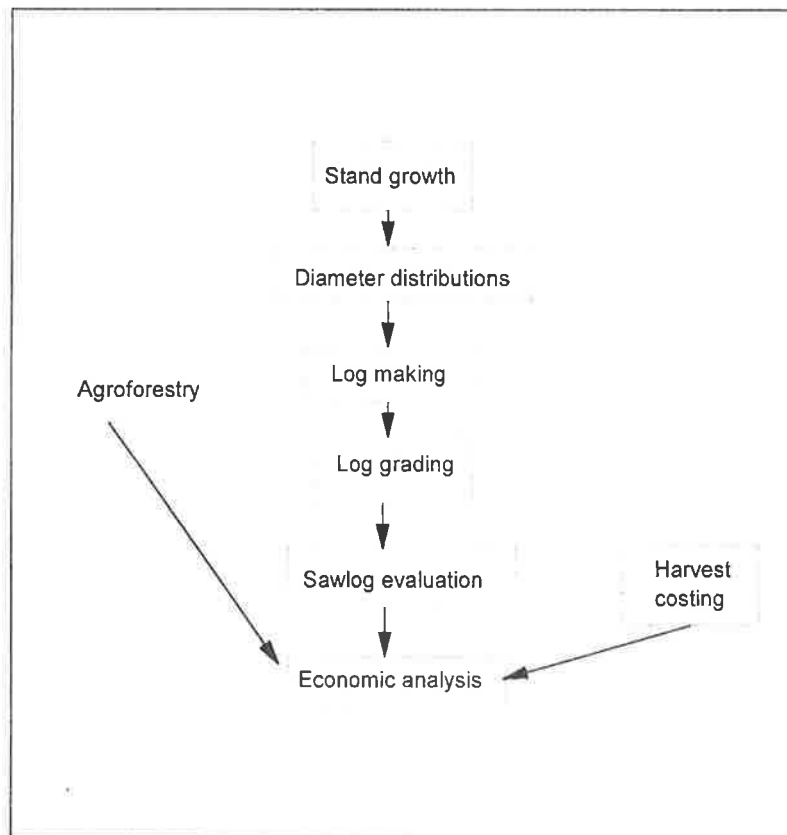 Stand growth
Diameter distributions
Log making
Agroforestry
Log grading
Sawlog evaluation
Harvest
costing
Economic analysis